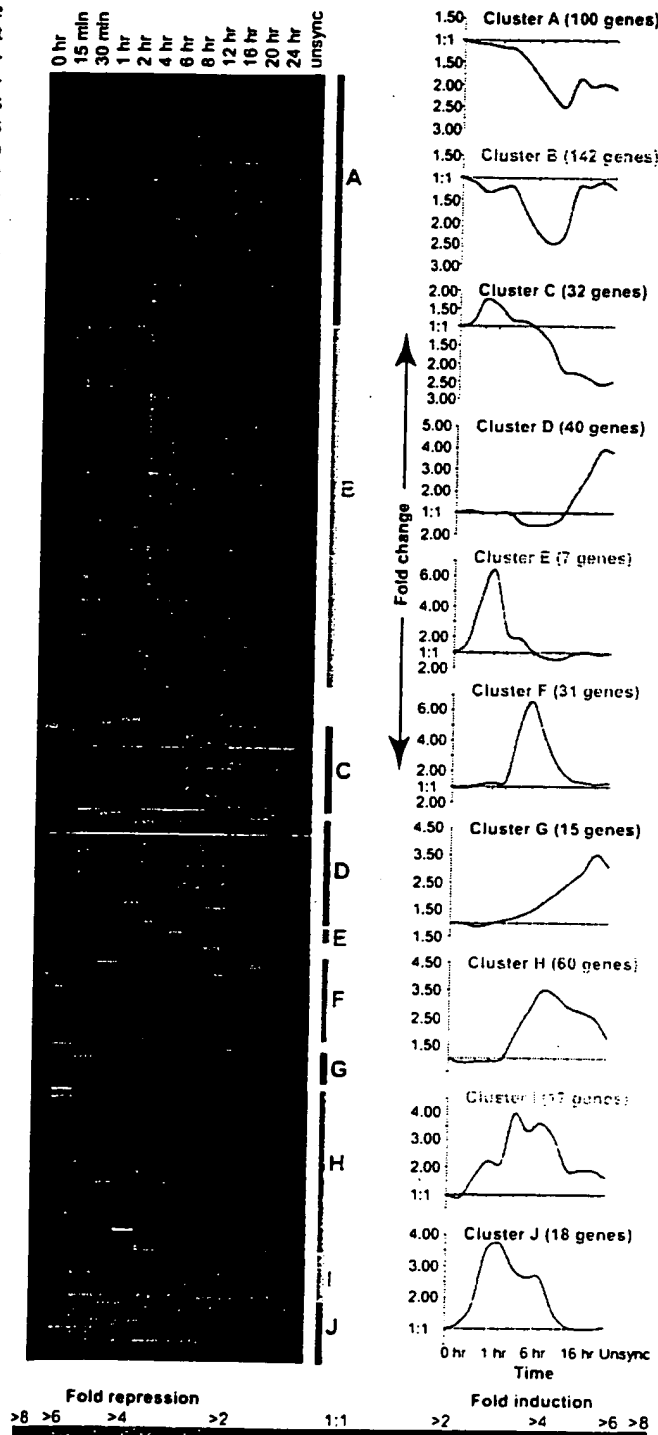 0 hr
15 min
30 min
1 hr
2 hr
4 hr
6 hr
8 hr
12 hr
16 hr
20 hr
24 hr
unsync
A
B
C
D
E
F
G
H
I
J
Fold change
Cluster A (100 genes)
1.50
1:1
1.50
2.00
2.50
3.00
Cluster B (142 genes)
1.50
1:1
1.50
2.00
2.50
3.00
Cluster C (32 genes)
2.00
1.50
1:1
1.50
2.00
2.50
3.00
Cluster D (40 genes)
5.00
4.00
3.00
2.00
1:1
2.00
Cluster E (7 genes)
6.00
4.00
2.00
1:1
2.00
Cluster F (31 genes)
6.00
4.00
2.00
1:1
2.00
Cluster G (15 genes)
4.50
3.50
2.50
1.50
1.50
Cluster H (60 genes)
4.50
3.50
2.50
1.50
Cluster I genes)
4.00
3.00
2.00
1:1
Cluster J (18 genes)
4.00
3.00
2.00
1:1
0 hr 1 hr 6 hr 16 hr Unsync
Time
Fold repression Fold induction
>8 >6 >4 >2 1:1 >2 >4 >6 >8